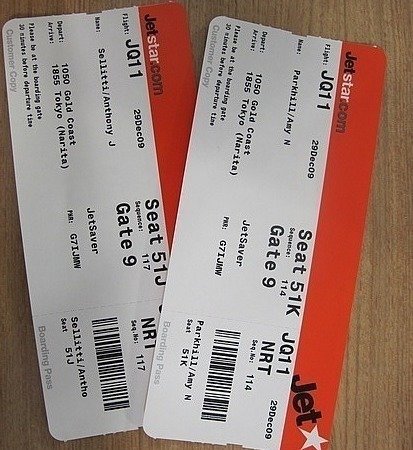 Jetstar.com
Flight: JQ11 29Dec09
Name: Sellitti/Anthony J
Depart: 1050 Gold Coast
Arrive: 1855 Tokyo (Narita)
Please be at the boarding gate
30 minutes before departure time
Customer Copy
Seat 51J
Sequence: 117
Gate 9
JetSaver
PNR: G7IJMW
NRT
Seq.No: 117
Sellitti/Antho
Seat 51J
Boarding Pass
Jetstar.com
Flight: JQ11 29Dec09
Name: Parkhill/Amy N
Depart: 1050 Gold Coast
Arrive: 1855 Tokyo (Narita)
Please be at the boarding gate
30 minutes before departure time
Customer Copy
Seat 51K
Sequence: 114
Gate 9
JetSaver
PNR: G7IJMW
JQ11 29Dec09
NRT
Seq.No: 114
Parkhill/Amy N
Seat 51K
Boarding Pass
Jet